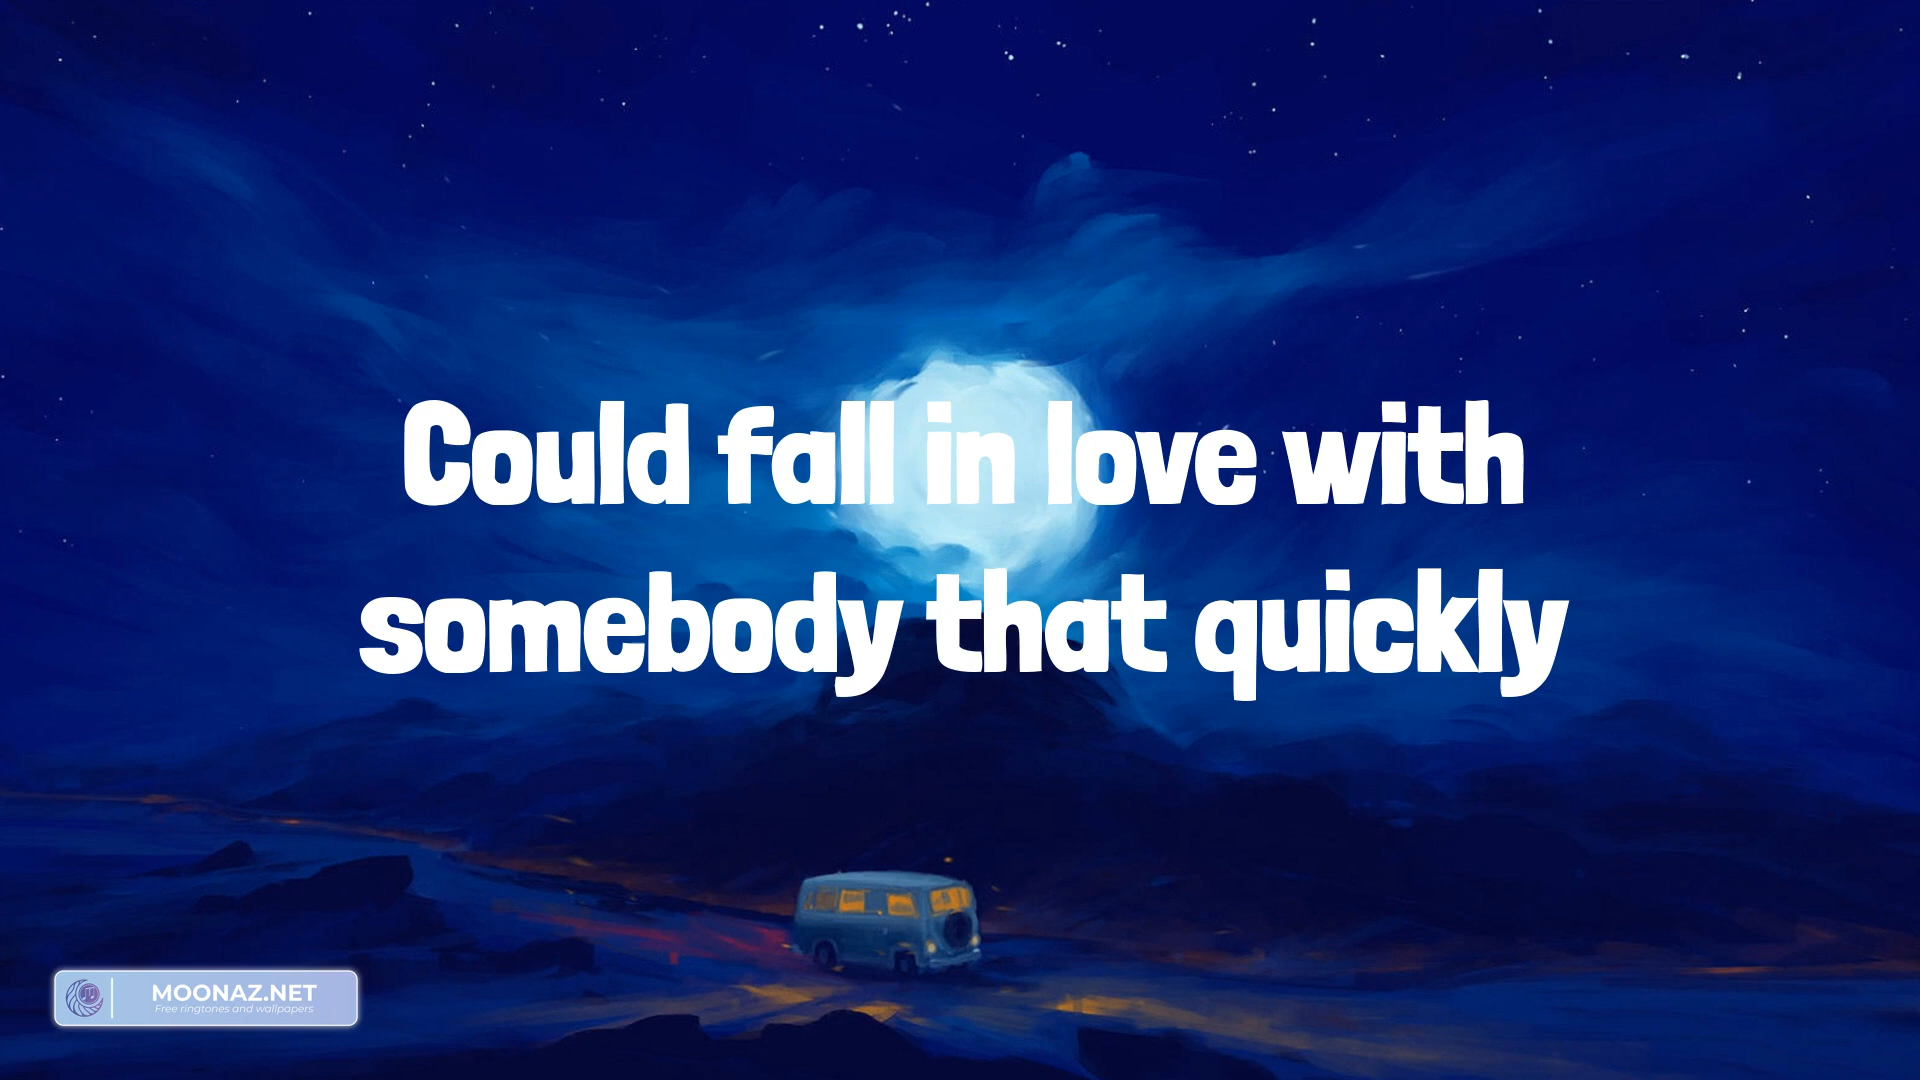 Could fall in love with
somebody that quickly
MOONAZ.NET
Free ringtones and wallpapers